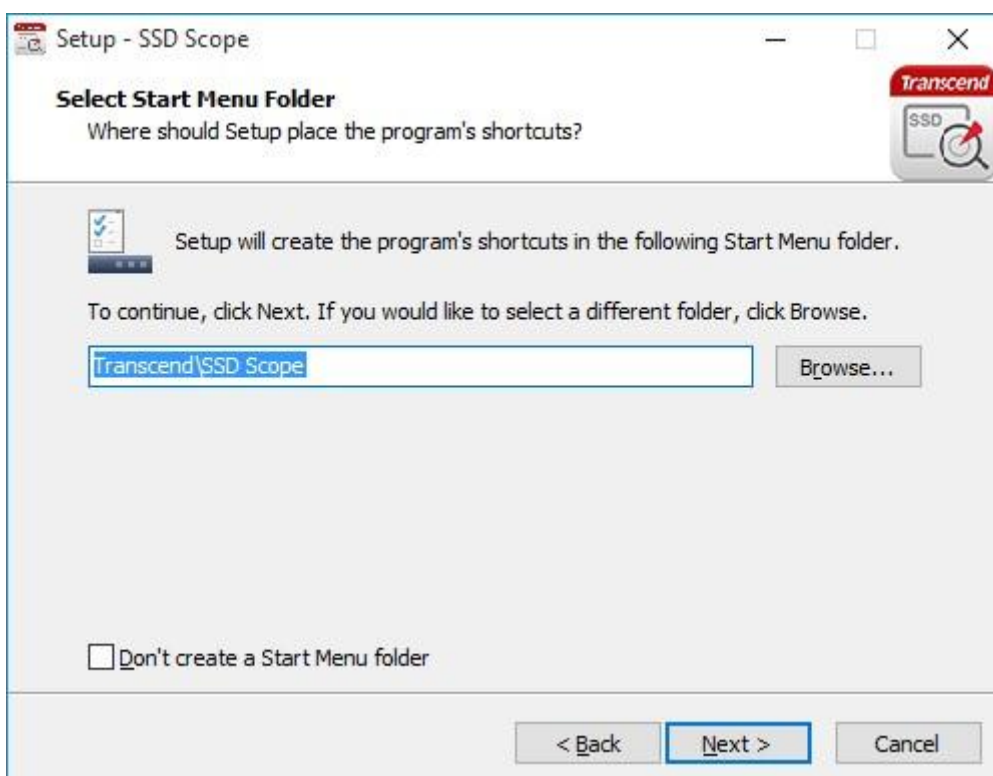 Setup - SSD Scope
Transcend
SSD
Select Start Menu Folder
Where should Setup place the program's shortcuts?
Setup will create the program's shortcuts in the following Start Menu folder.
To continue, click Next. If you would like to select a different folder, click Browse.
Transcend\SSD Scope
Browse...
Don't create a Start Menu folder
< Back
Next >
Cancel